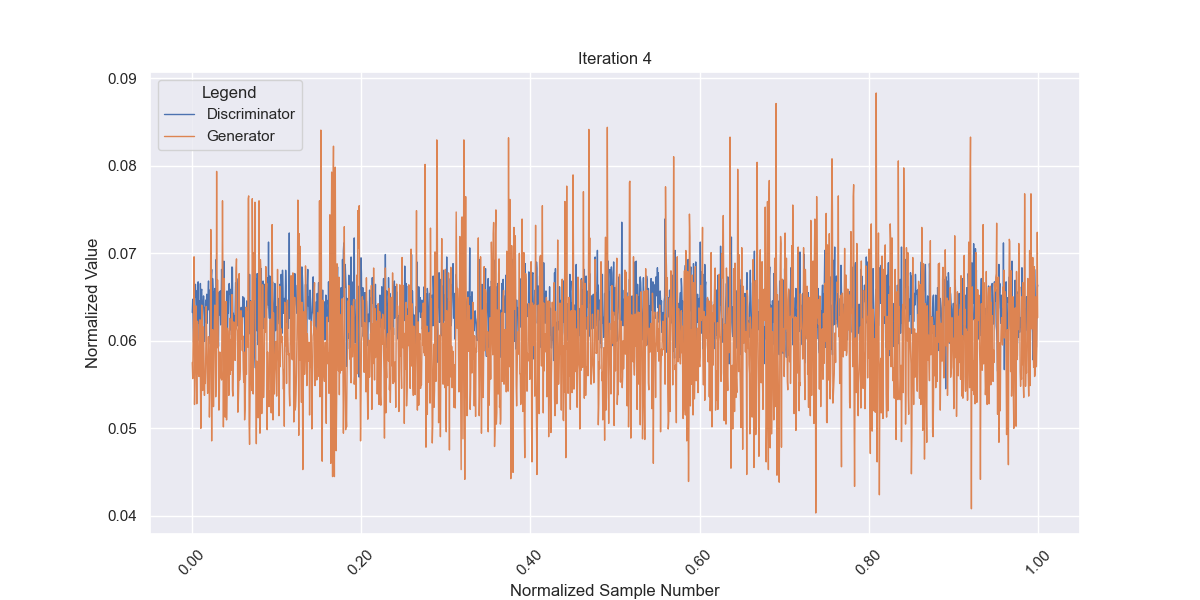 Iteration 4
Legend
Discriminator
Generator
Normalized Value
0.09
0.08
0.07
0.06
0.05
0.04
0.00
0.20
0.40
0.60
0.80
1.00
Normalized Sample Number